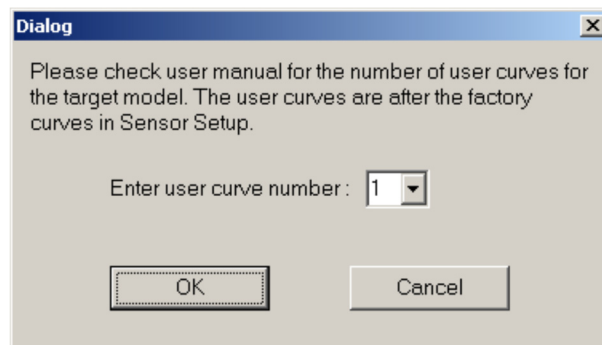 Dialog
Please check user manual for the number of user curves for
the target model. The user curves are after the factory
curves in Sensor Setup.
Enter user curve number : 1
OK Cancel